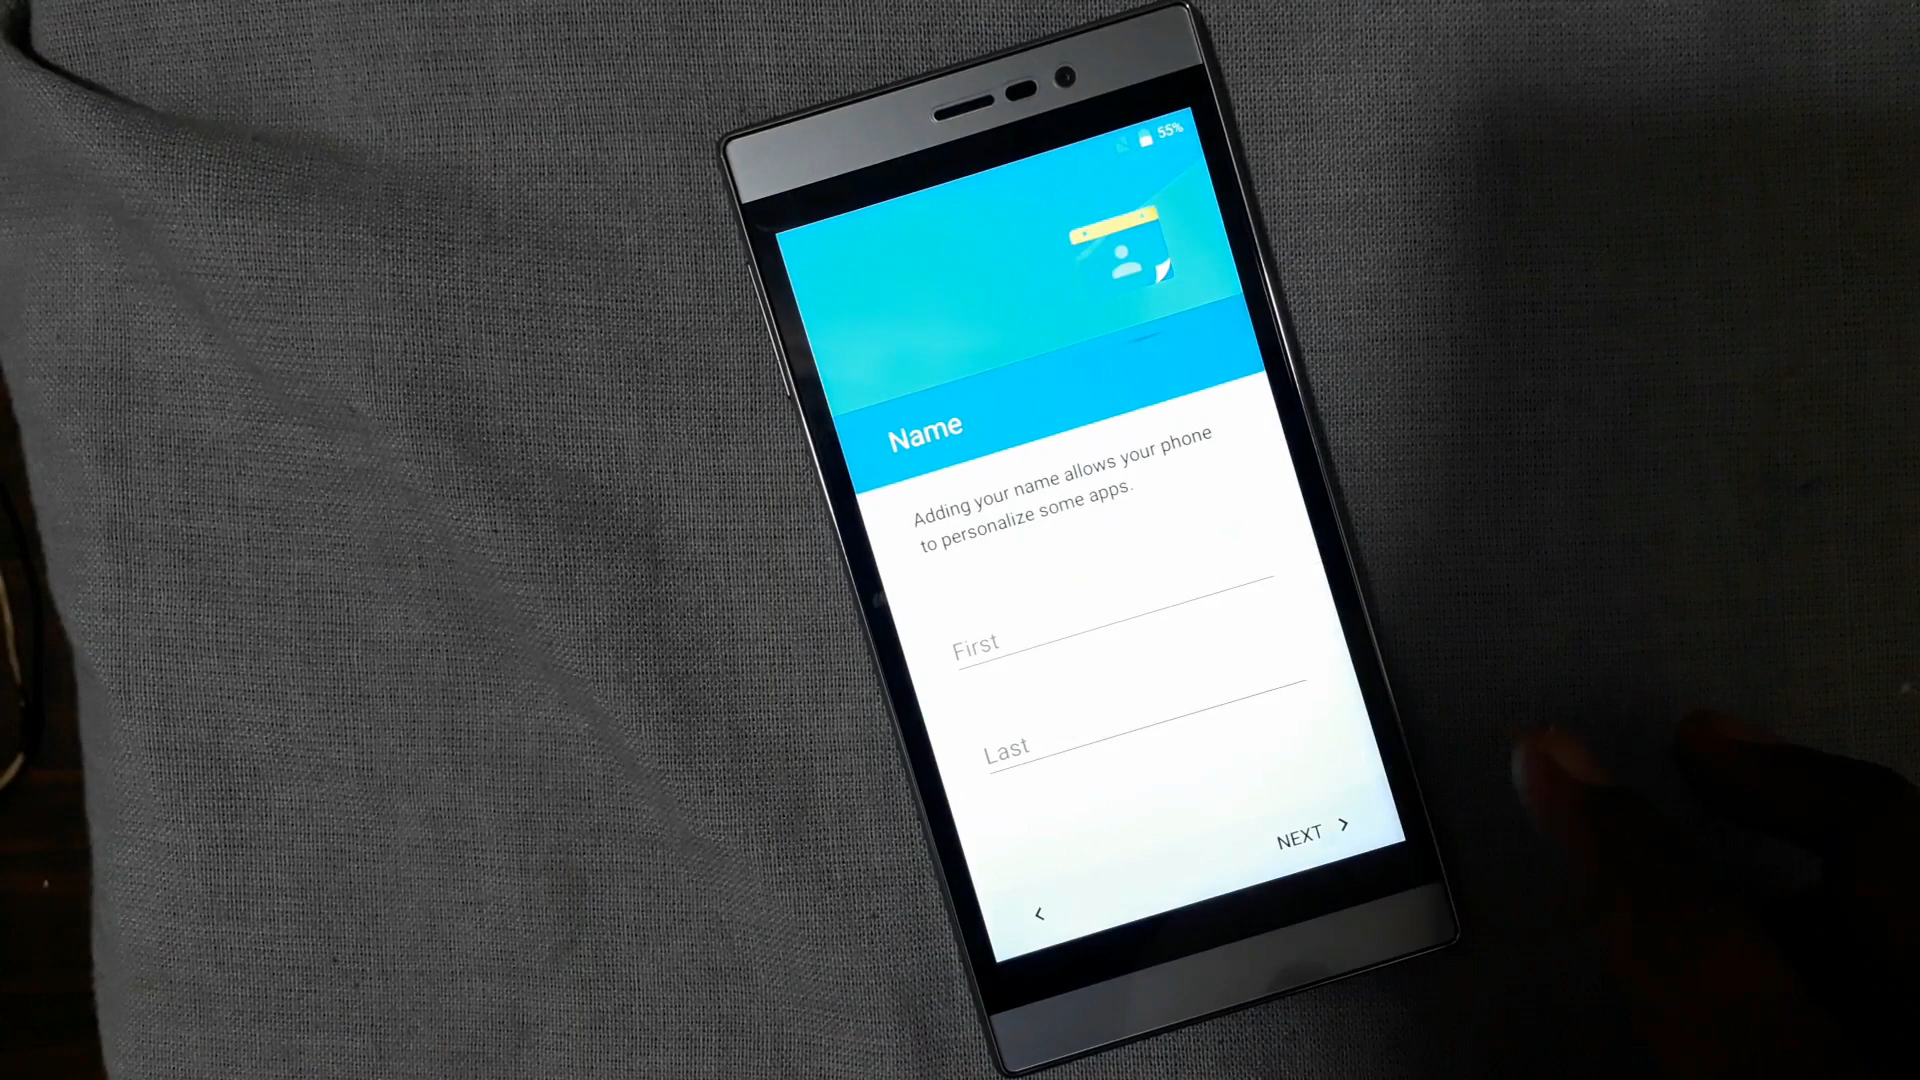 55%
Name
Adding your name allows your phone
to personalize some apps.
First
Last
NEXT